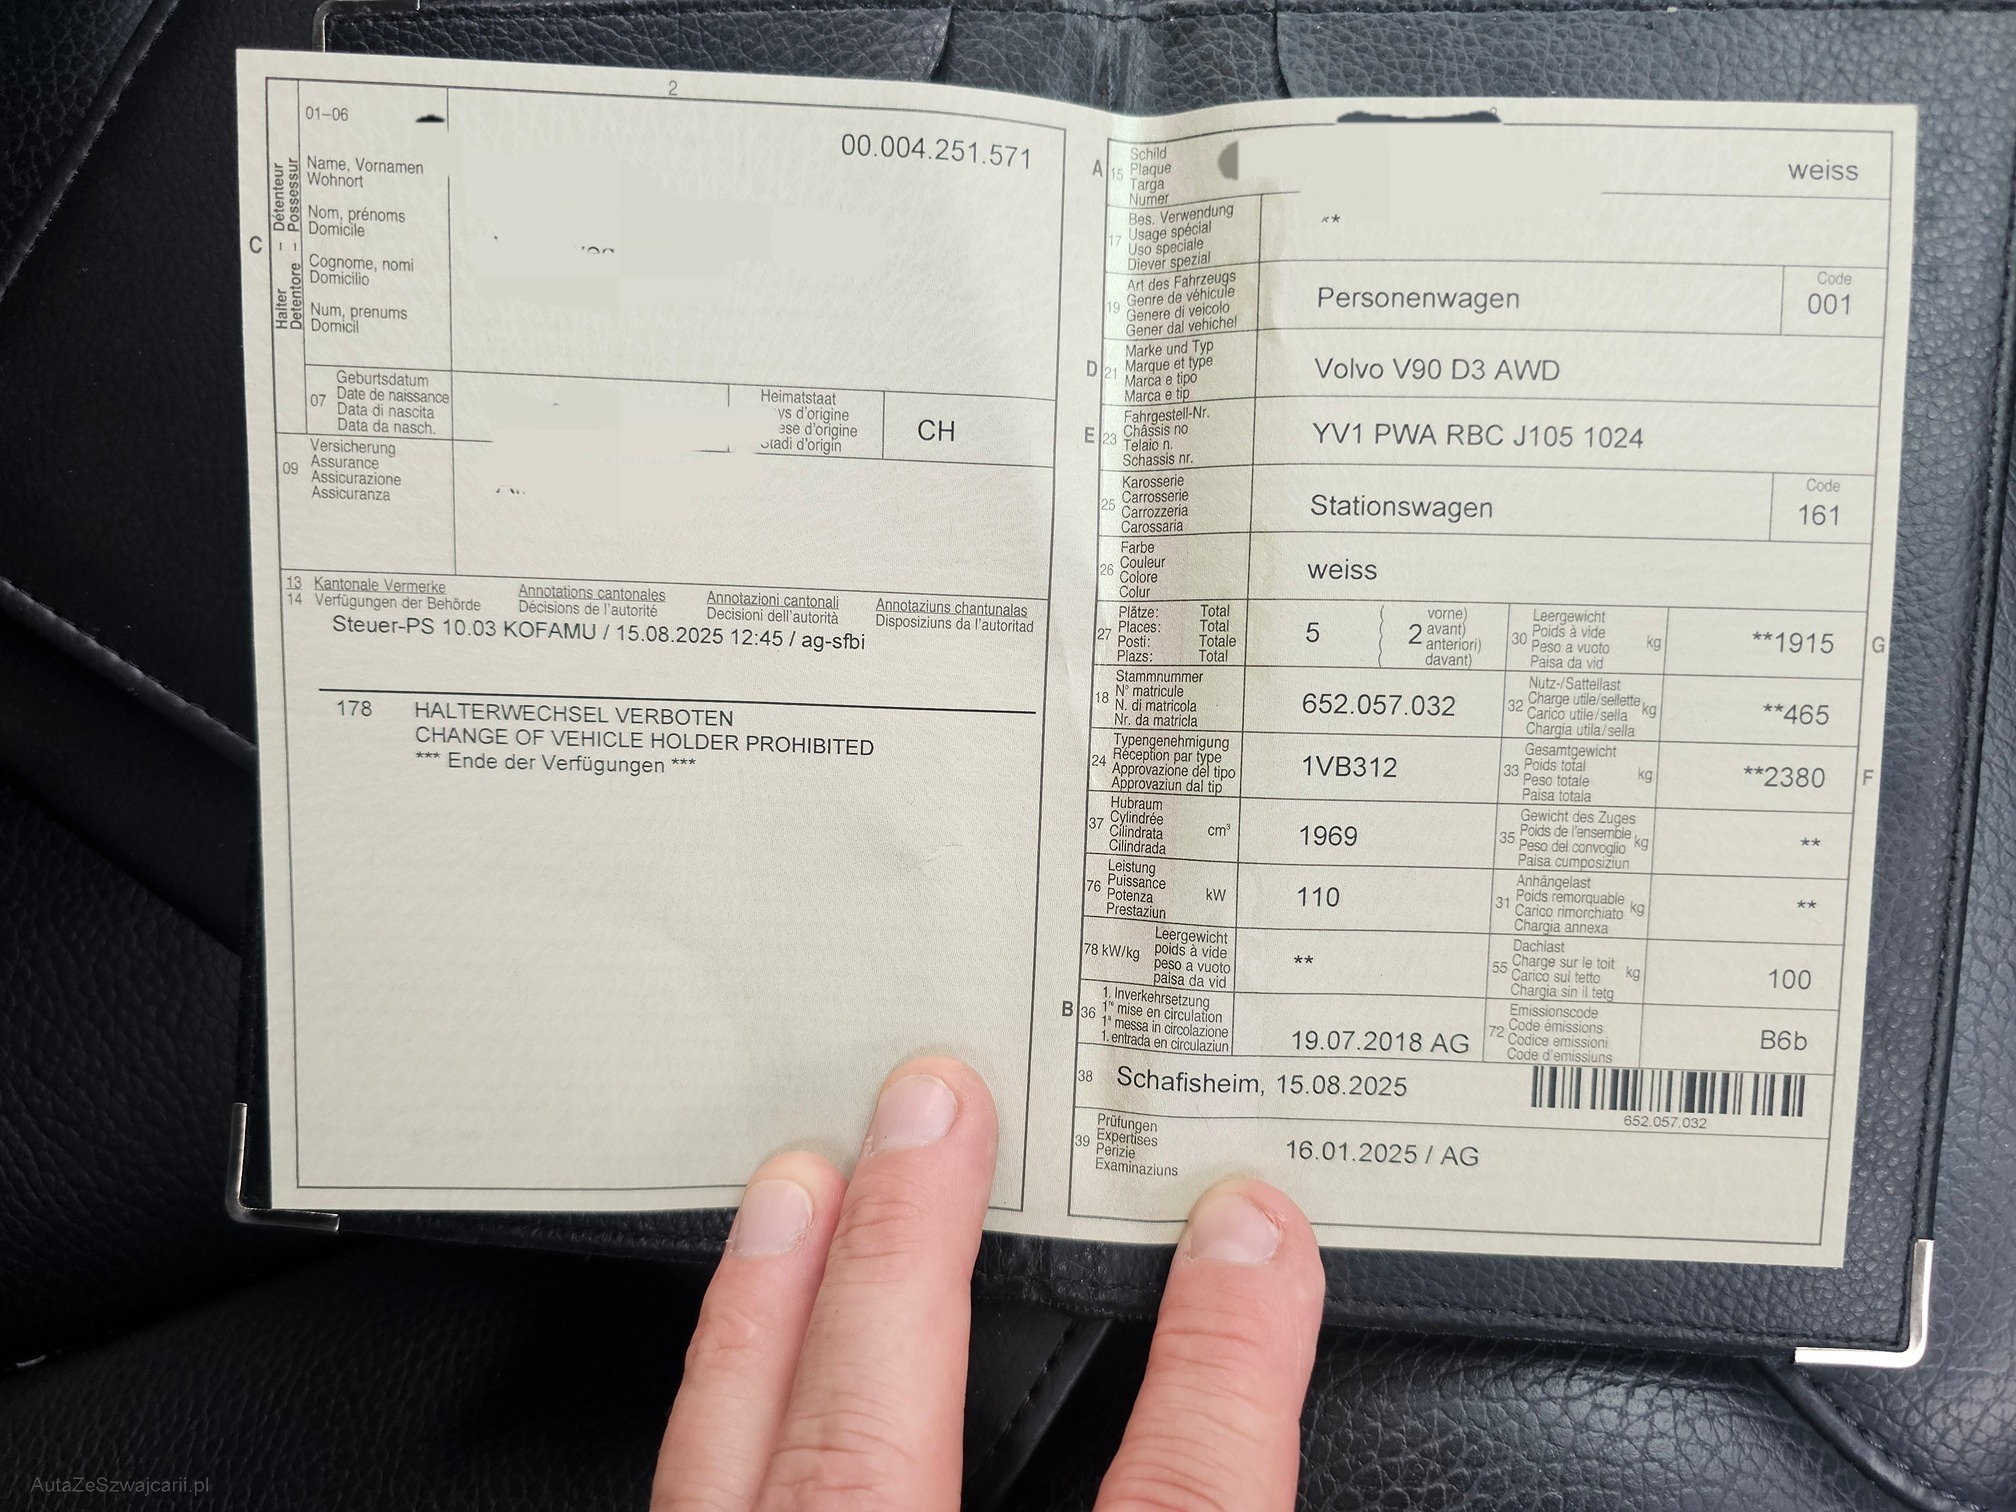 2
01–06
00.004.251.571
Halter – Détenteur
Detentore – Possessur
C
Name, Vornamen
Wohnort
Nom, prénoms
Domicile
Cognome, nomi
Domicilio
Num, prenums
Domicil
07
Geburtsdatum
Date de naissance
Data di nascita
Data da nasch.
Heimatstaat
d'origine
d'origine
d'origin
CH
09
Versicherung
Assurance
Assicurazione
Assicuranza
13 Kantonale Vermerke Annotations cantonales Annotazioni cantonali Annotaziuns chantunalas
14 Verfügungen der Behörde Décisions de l'autorité Decisioni dell'autorità Disposiziuns da l'autoritad
Steuer-PS 10.03 KOFAMU / 15.08.2025 12:45 / ag-sfbi
178 HALTERWECHSEL VERBOTEN
CHANGE OF VEHICLE HOLDER PROHIBITED
*** Ende der Verfügungen ***
A 15
Schild
Plaque
Targa
Numer
weiss
17
Bes. Verwendung
Usage spécial
Uso speciale
Diever spezial
**
19
Art des Fahrzeugs
Genre de véhicule
Genere di veicolo
Gener dal vehichel
Personenwagen
Code
001
D 21
Marke und Typ
Marque et type
Marca e tipo
Marca e tip
Volvo V90 D3 AWD
E 23
Fahrgestell-Nr.
Châssis no
Telaio n.
Schassis nr.
YV1 PWA RBC J105 1024
25
Karosserie
Carrosserie
Carrozzeria
Carossaria
Stationswagen
Code
161
26
Farbe
Couleur
Colore
Colur
weiss
27
Plätze: Total
Places: Total
Posti: Totale
Plazs: Total
5
2
vorne)
avant)
anteriori)
davant)
30
Leergewicht
Poids à vide
Peso a vuoto
Paisa da vid
kg
**1915
G
18
Stammnummer
N° matricule
N. di matricola
Nr. da matricla
652.057.032
32
Nutz-/Sattellast
Charge utile/sellette
Carico utile/sella
Chargia utila/sella
kg
**465
24
Typengenehmigung
Réception par type
Approvazione del tipo
Approvaziun dal tip
1VB312
33
Gesamtgewicht
Poids total
Peso totale
Paisa totala
kg
**2380
F
37
Hubraum
Cylindrée
Cilindrata
Cilindrada
cm³
1969
35
Gewicht des Zuges
Poids de l'ensemble
Peso del convoglio
Paisa cumposiziun
kg
**
76
Leistung
Puissance
Potenza
Prestaziun
kW
110
31
Anhängelast
Poids remorquable
Carico rimorchiato
Chargia annexa
kg
**
78 kW/kg
Leergewicht
poids à vide
peso a vuoto
paisa da vid
**
55
Dachlast
Charge sur le toit
Carico sul tetto
Chargia sin il tetg
kg
100
B 36
1. Inverkehrsetzung
1re mise en circulation
1a messa in circolazione
1. entrada en circulaziun
19.07.2018 AG
72
Emissionscode
Code émissions
Codice emissioni
Code d'emissiuns
B6b
38 Schafisheim, 15.08.2025
652.057.032
39
Prüfungen
Expertises
Perizie
Examinaziuns
16.01.2025 / AG
AutaZeSzwajcarii.pl